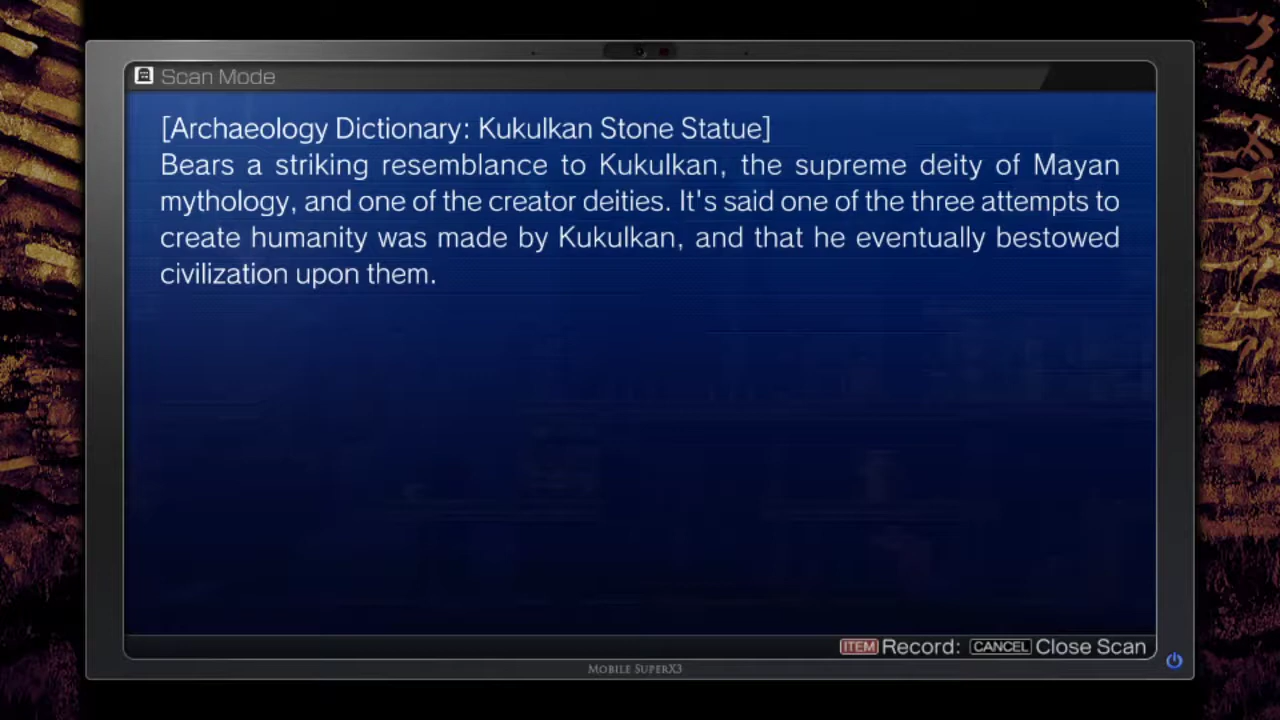 Scan Mode
[Archaeology Dictionary: Kukulkan Stone Statue]
Bears a striking resemblance to Kukulkan, the supreme deity of Mayan
mythology, and one of the creator deities. It's said one of the three attempts to
create humanity was made by Kukulkan, and that he eventually bestowed
civilization upon them.
ITEM Record: CANCEL Close Scan
MOBILE SUPERX3